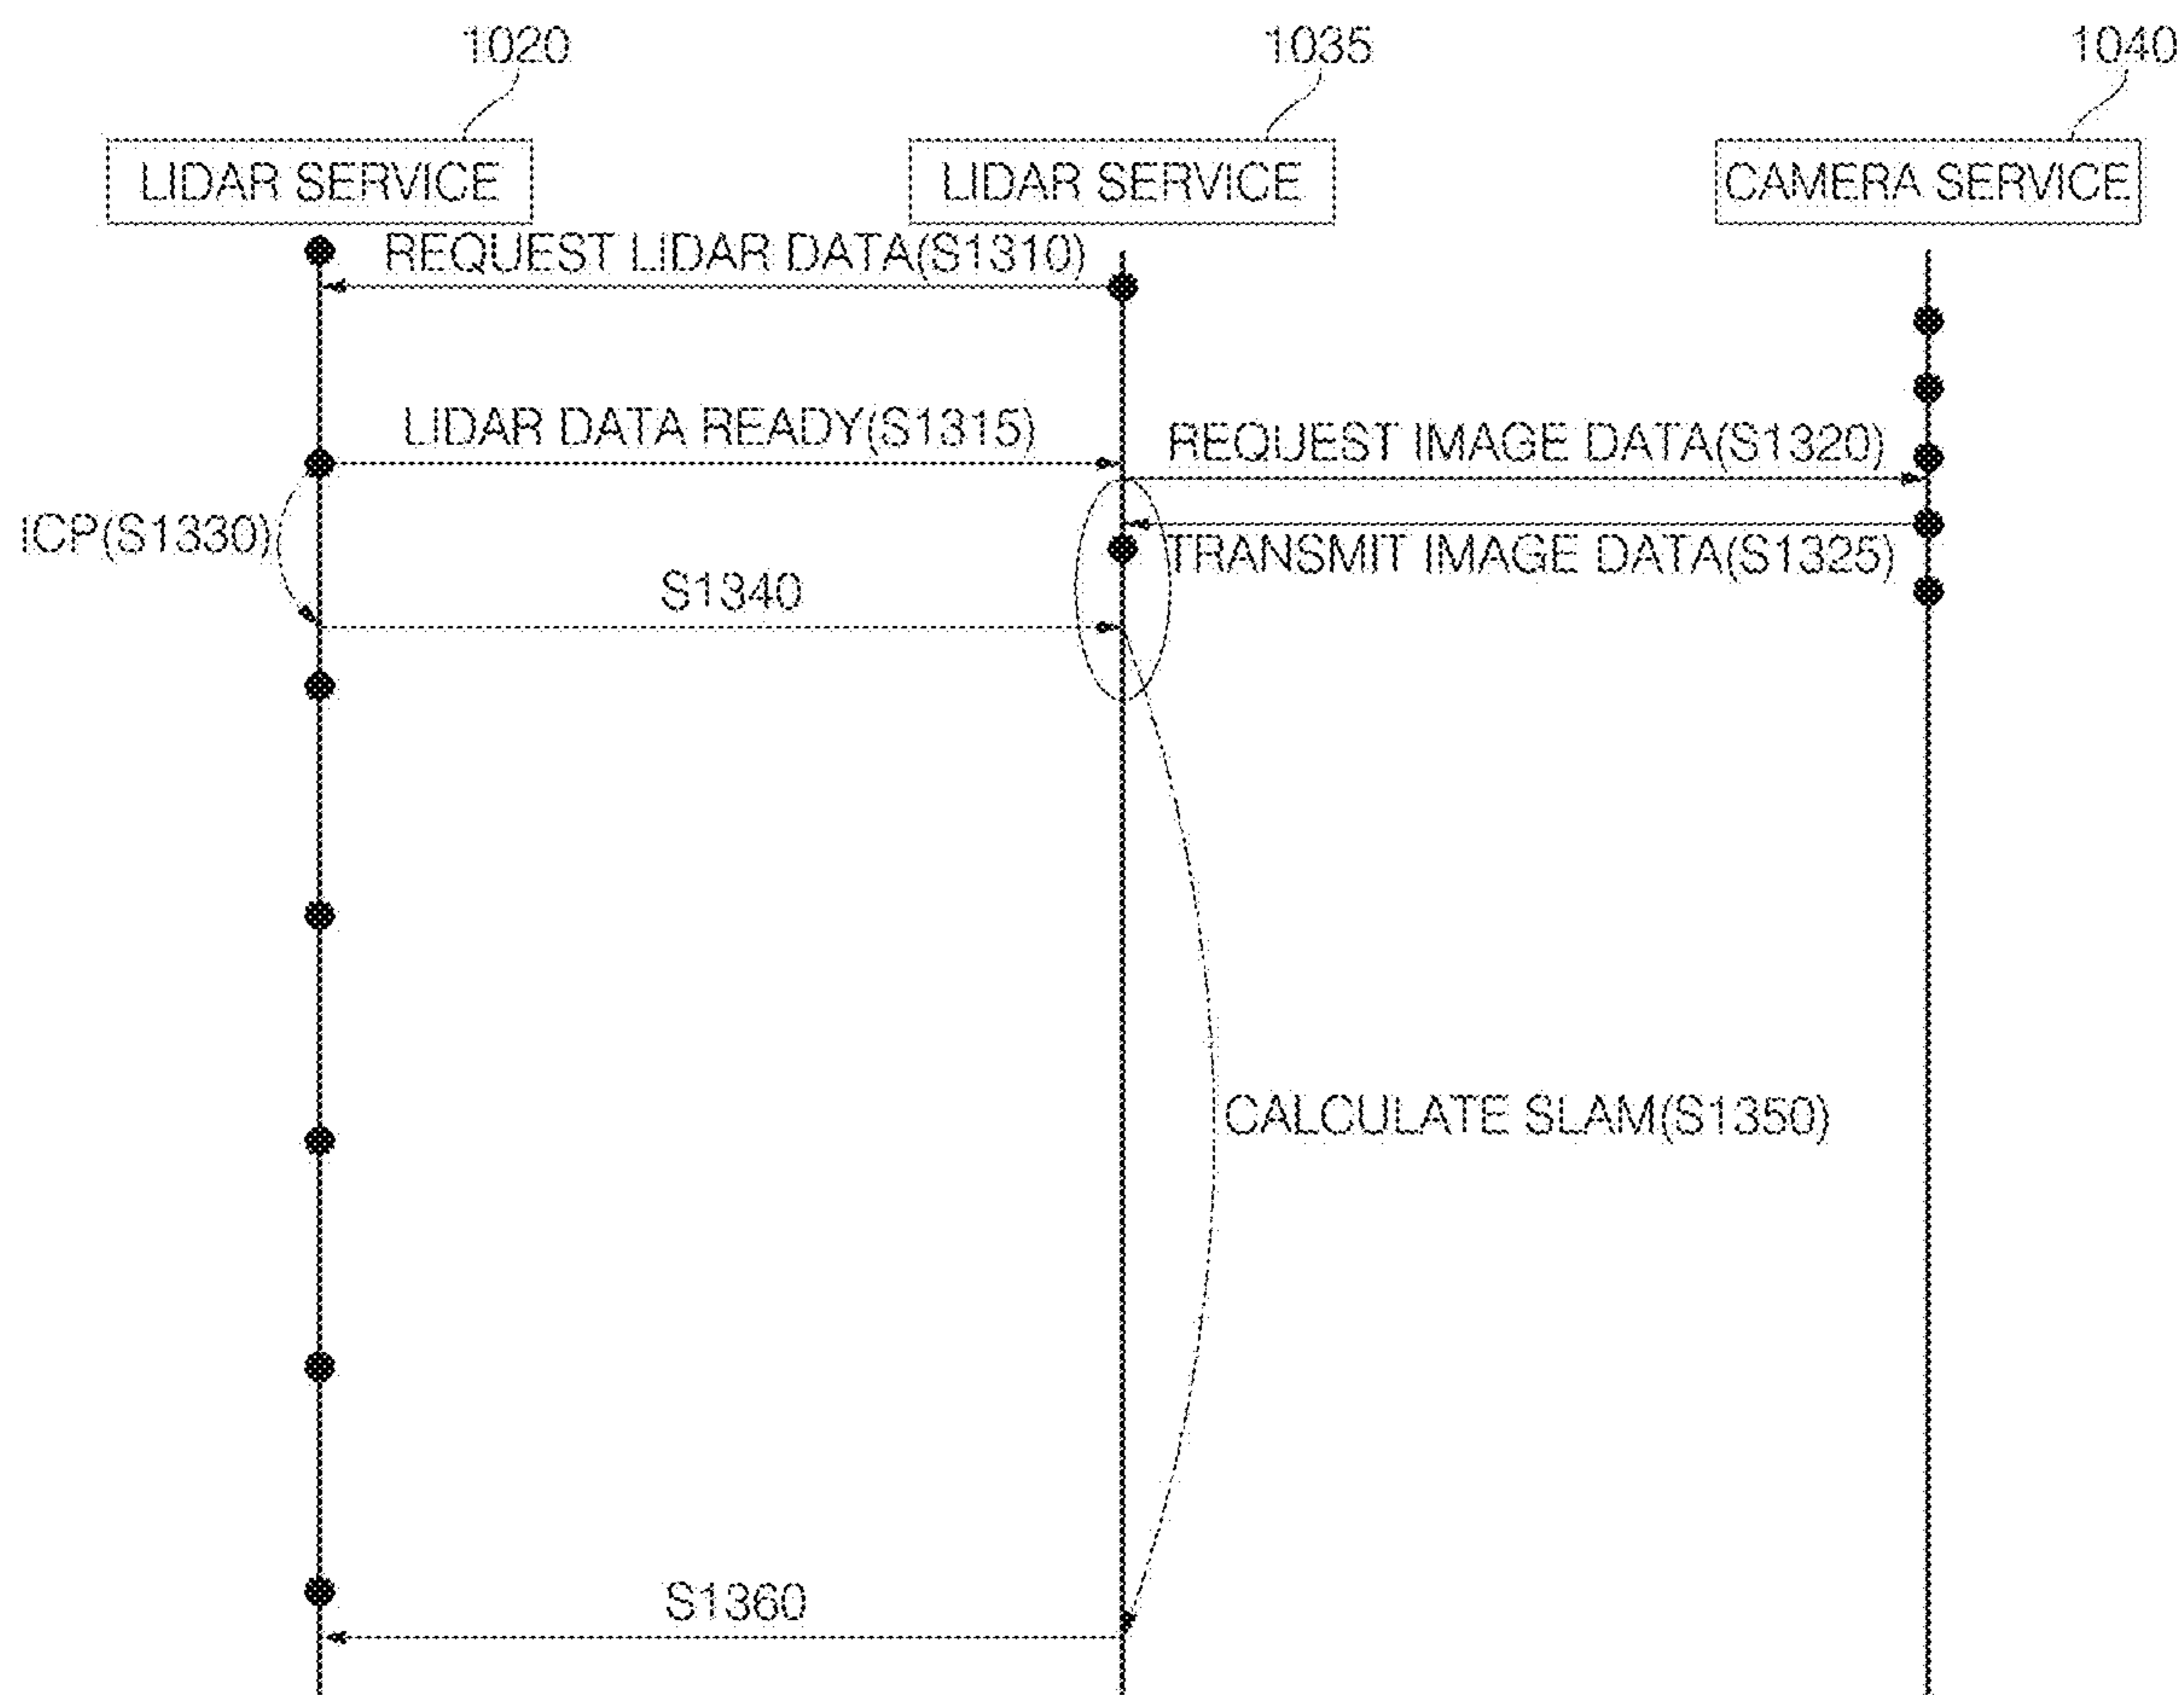 1020
1035
1040
LIDAR SERVICE
LIDAR SERVICE
CAMERA SERVICE
REQUEST LIDAR DATA(S1310)
LIDAR DATA READY(S1315)
REQUEST IMAGE DATA(S1320)
ICP(S1330)
TRANSMIT IMAGE DATA(S1325)
S1340
CALCULATE SLAM(S1350)
S1360